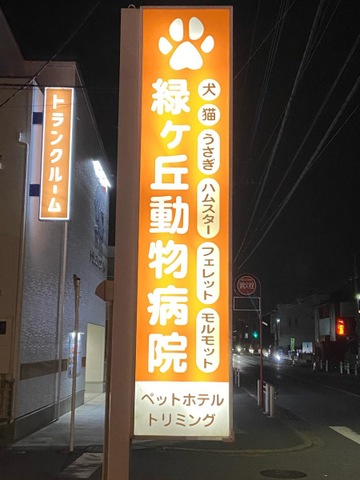 トランクルーム
緑ヶ丘動物病院
犬
猫
うさぎ
ハムスター
フェレット
モルモット
ペットホテル
トリミング